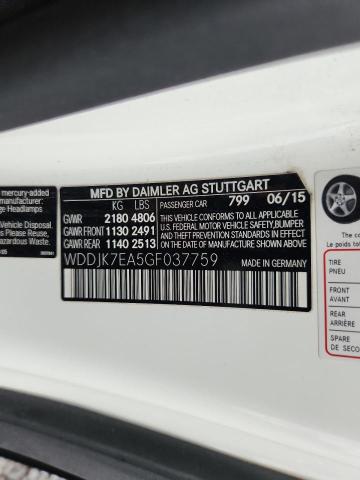 mercury-added
ge Headlamps
Vehicle Disposal.
s Please Reuse,
azardous Waste.
MFD BY DAIMLER AG STUTTGART
KG LBS PASSENGER CAR 799 06/15
GVWR 2180 4806
GAWR FRONT 1130 2491
GAWR REAR 1140 2513
THIS VEHICLE CONFORMS TO ALL APPLICABLE
U.S. FEDERAL MOTOR VEHICLE SAFETY,BUMPER,
AND THEFT PREVENTION STANDARDS IN EFFECT
ON THE DATE OF MANUFACTURE SHOWN ABOVE.
WDDJK7EA5GF037759 MADE IN GERMANY
TIRE
PNEU
FRONT
AVANT
REAR
ARRIÈRE
SPARE
DE SECO